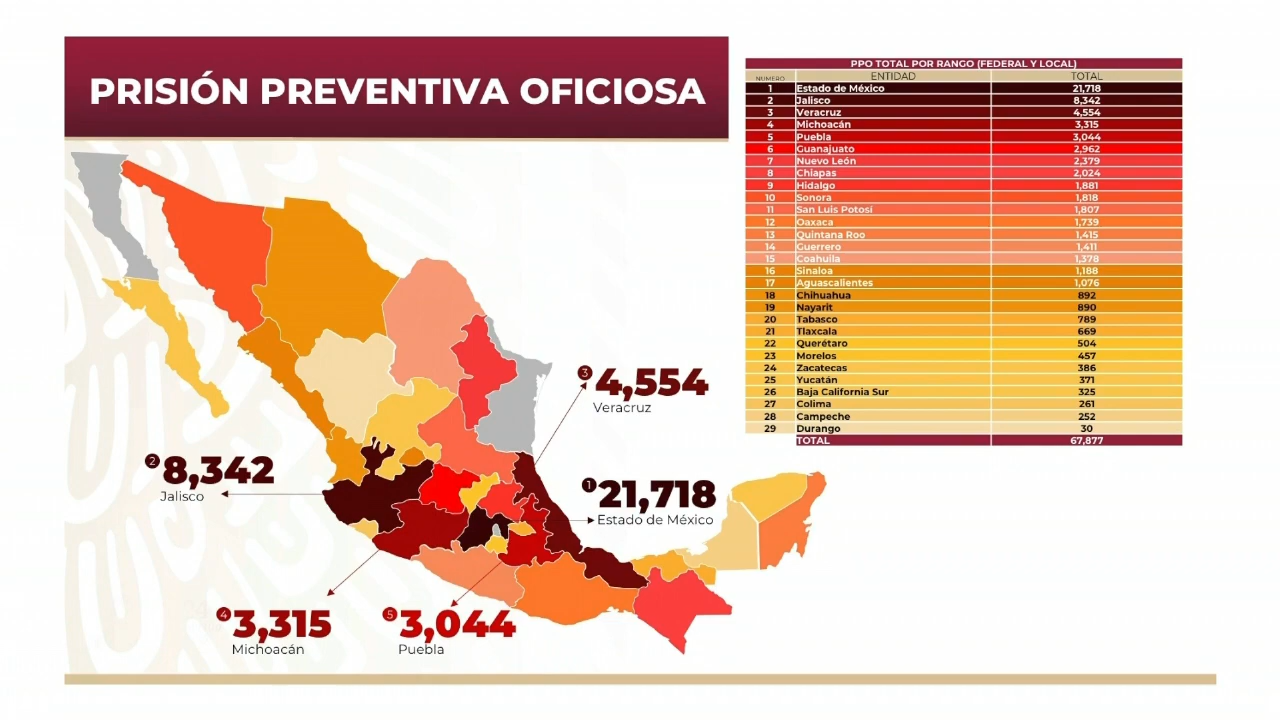 PRISIÓN PREVENTIVA OFICIOSA
PPO TOTAL POR RANGO (FEDERAL Y LOCAL)
NUMERO ENTIDAD TOTAL
1 Estado de México 21,718
2 Jalisco 8,342
3 Veracruz 4,554
4 Michoacán 3,315
5 Puebla 3,044
6 Guanajuato 2,962
7 Nuevo León 2,379
8 Chiapas 2,024
9 Hidalgo 1,881
10 Sonora 1,818
11 San Luis Potosí 1,807
12 Oaxaca 1,739
13 Quintana Roo 1,415
14 Guerrero 1,411
15 Coahuila 1,378
16 Sinaloa 1,188
17 Aguascalientes 1,076
18 Chihuahua 892
19 Nayarit 890
20 Tabasco 789
21 Tlaxcala 669
22 Querétaro 504
23 Morelos 457
24 Zacatecas 386
25 Yucatán 371
26 Baja California Sur 325
27 Colima 261
28 Campeche 252
29 Durango 30
TOTAL 67,877
3 4,554
Veracruz
2 8,342
Jalisco
1 21,718
Estado de México
4 3,315
Michoacán
5 3,044
Puebla